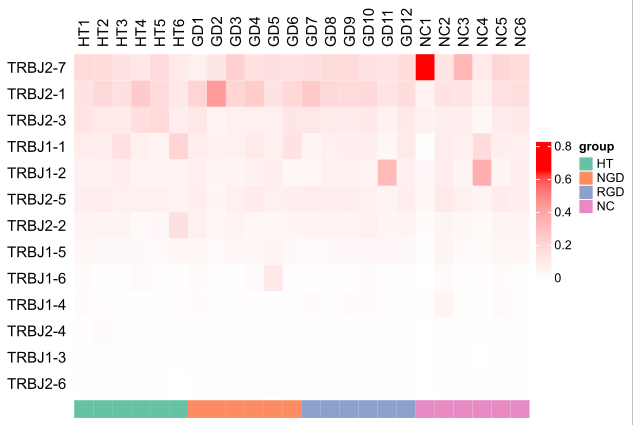 HT1 HT2 HT3 HT4 HT5 HT6 GD1 GD2 GD3 GD4 GD5 GD6 GD7 GD8 GD9 GD10 GD11 GD12 NC1 NC2 NC3 NC4 NC5 NC6
TRBJ2-7
TRBJ2-1
TRBJ2-3
TRBJ1-1
TRBJ1-2
TRBJ2-5
TRBJ2-2
TRBJ1-5
TRBJ1-6
TRBJ1-4
TRBJ2-4
TRBJ1-3
TRBJ2-6
0.8
0.6
0.4
0.2
0
group
HT
NGD
RGD
NC